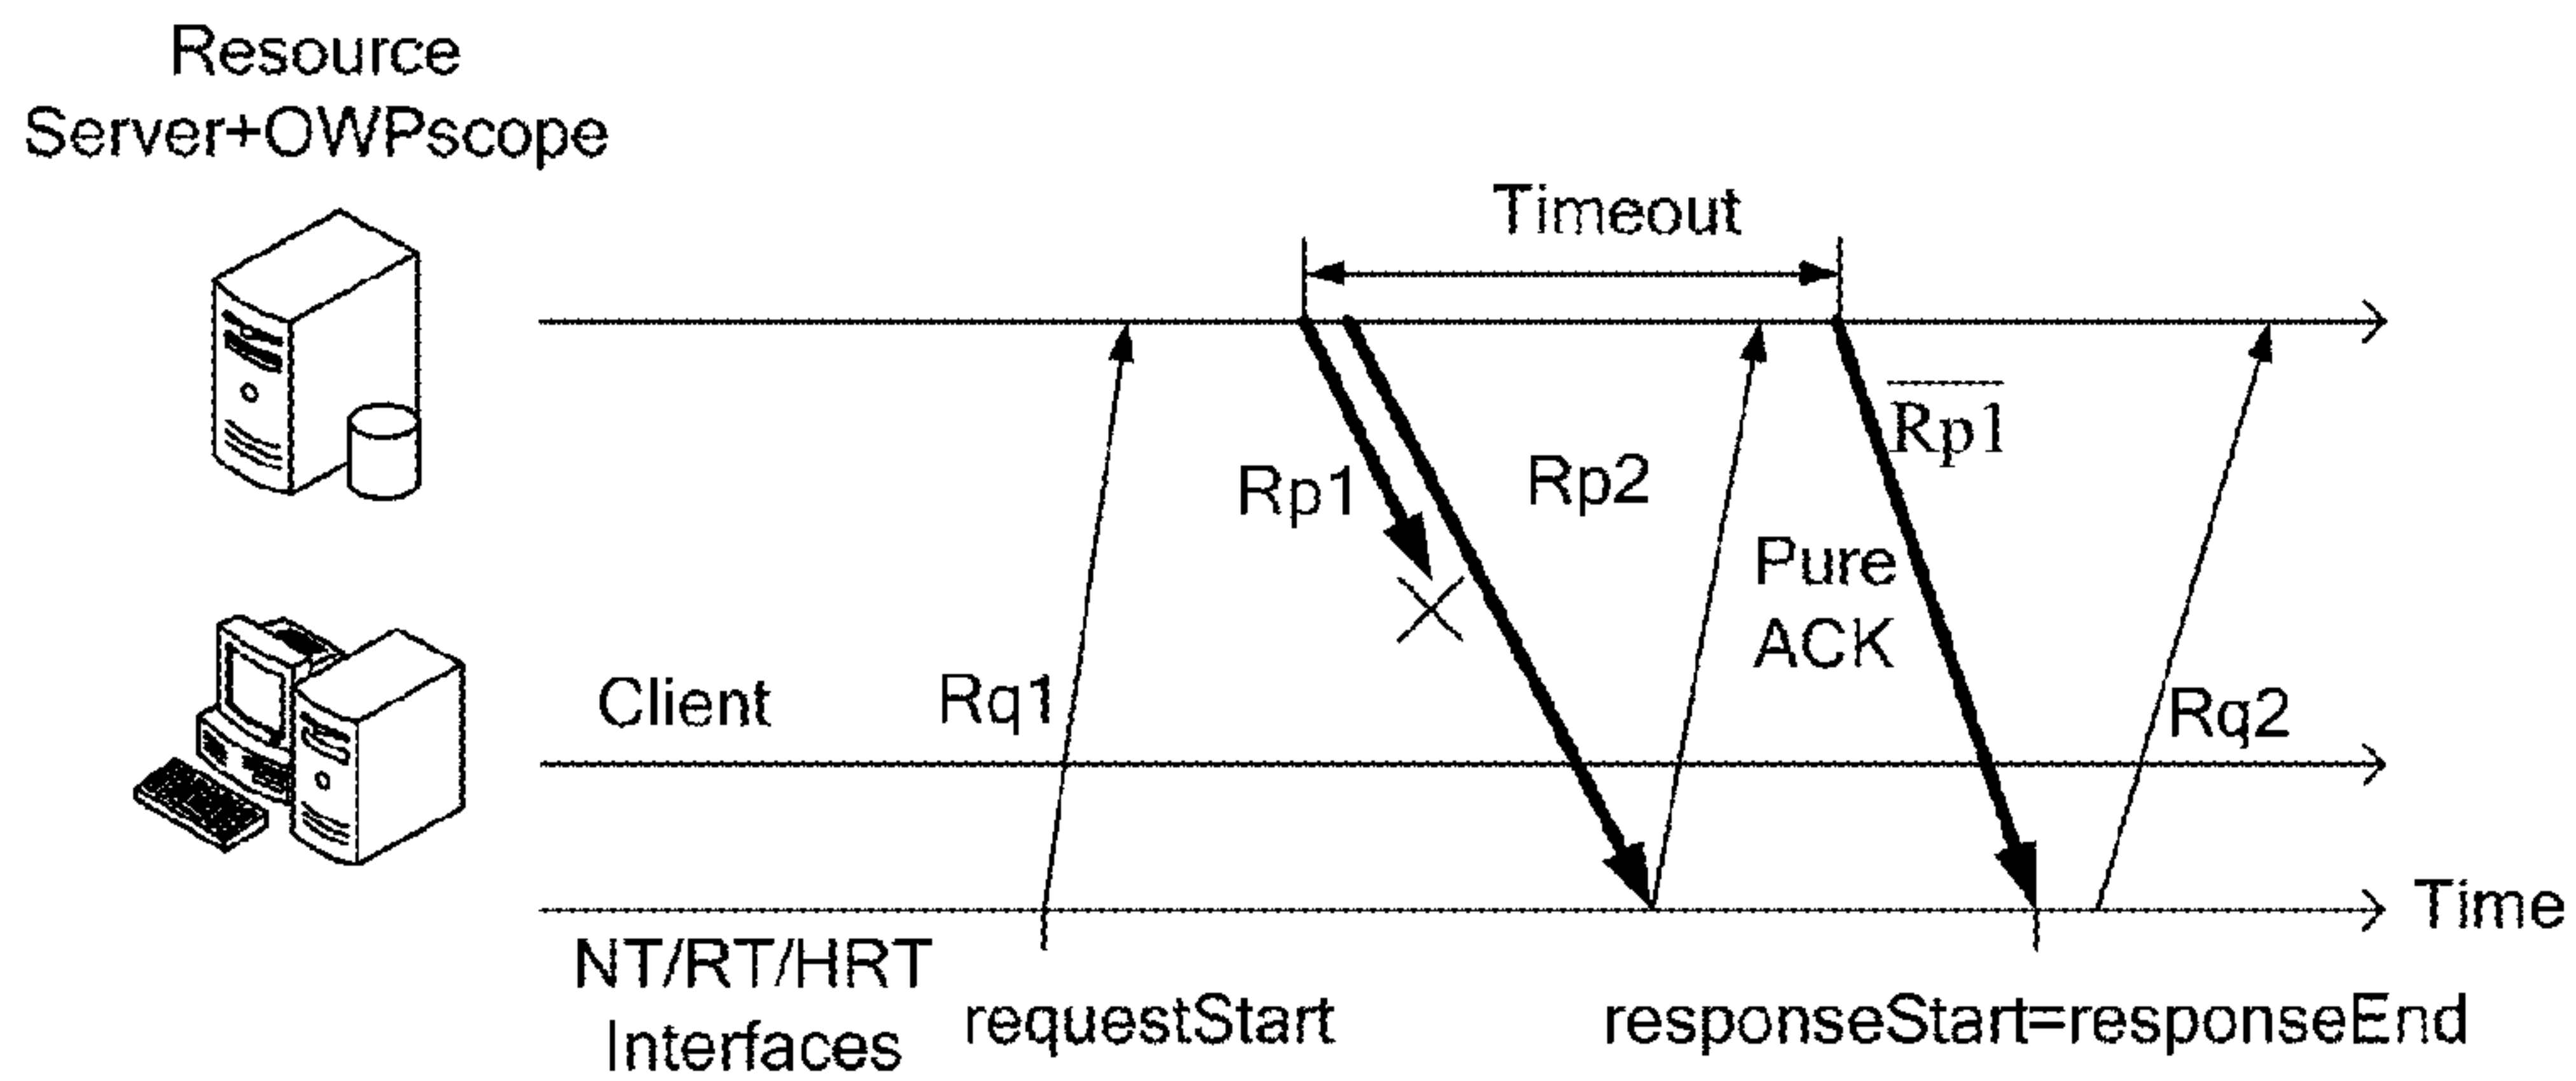 Resource
Server+OWPscope
Timeout
Rp1
Rp2
R̅p̅1̅
Pure
ACK
Client
Rq1
Rq2
Time
NT/RT/HRT
Interfaces
requestStart
responseStart=responseEnd